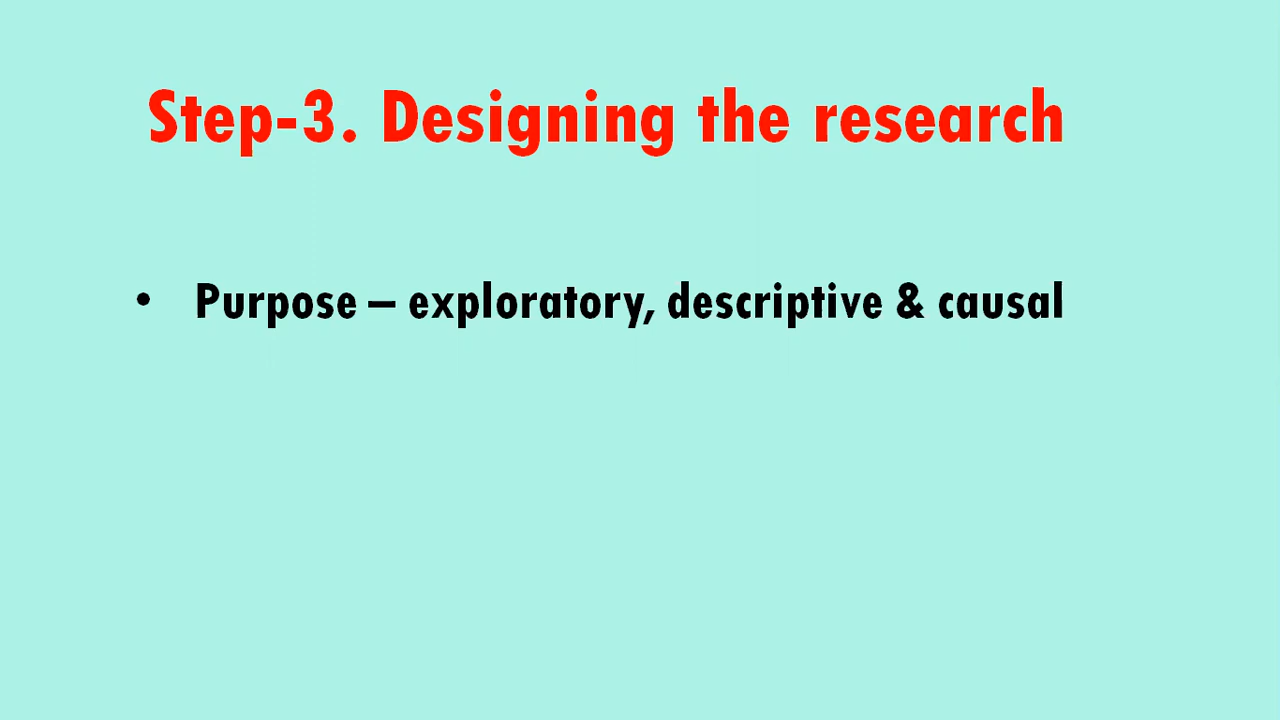 Step-3. Designing the research
• Purpose – exploratory, descriptive & causal